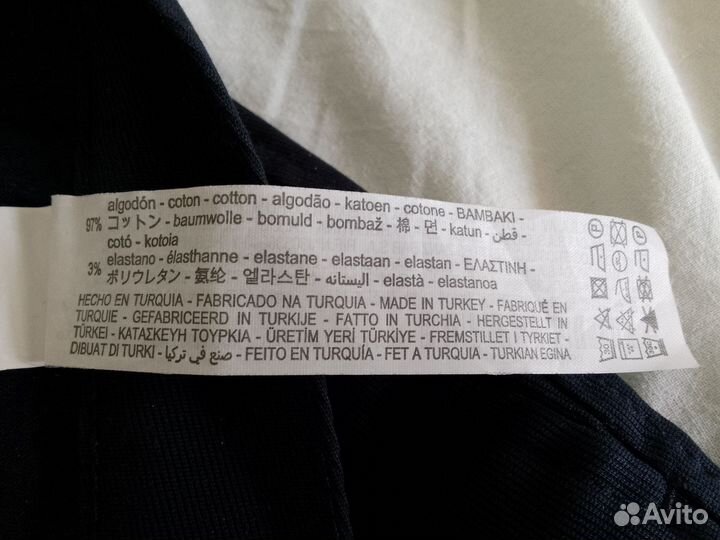 algodón - coton - cotton - algodão - katoen - cotone - ΒΑΜΒΑΚΙ -
97% コットン - baumwolle - bomuld - bombaž - 棉 - 면 - katun - قطن -
cotó - kotoia
3% elastano - élasthanne - elastane - elastaan - elastan - ΕΛΑΣΤΙΝΗ -
ポリウレタン - 氨纶 - 엘라스탄 - اليستانه - elastà - elastanoa
HECHO EN TURQUIA - FABRICADO NA TURQUIA - MADE IN TURKEY - FABRIQUÉ EN
TURQUIE - GEFABRICEERD IN TURKIJE - FATTO IN TURCHIA - HERGESTELLT IN
TÜRKEI - ΚΑΤΑΣΚΕΥΗ ΤΟΥΡΚΙΑ - ÜRETİM YERİ TÜRKİYE - FREMSTILLET I TYRKIET -
DIBUAT DI TURKI - صنع في تركيا - FEITO EN TURQUÍA - FET A TURQUIA - TURKIAN EGINA
Avito